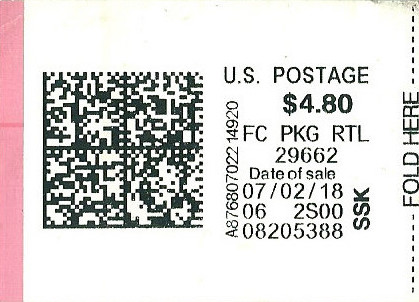 U.S. POSTAGE
$4.80
FC PKG RTL
29662
Date of sale
07/02/18
06 2S00
08205388
A876807022 14920
SSK
FOLD HERE